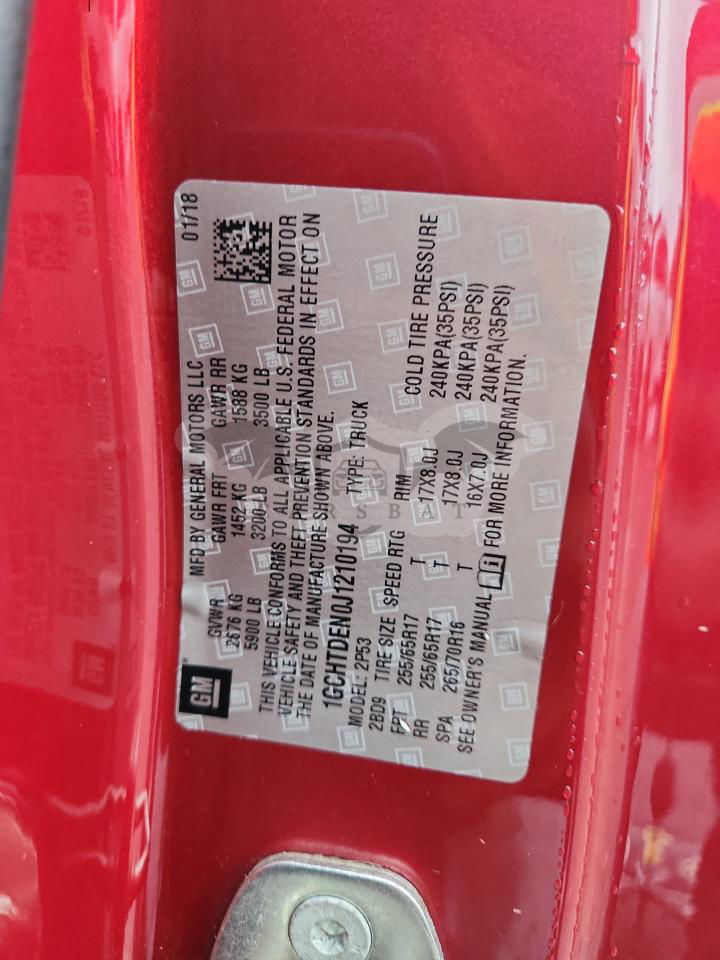 GM
MFD BY GENERAL MOTORS LLC 01/18
GVWR GAWR FRT GAWR RR
2676 KG 1452 KG 1588 KG
5900 LB 3200 LB 3500 LB
THIS VEHICLE CONFORMS TO ALL APPLICABLE U.S. FEDERAL MOTOR
VEHICLE SAFETY AND THEFT PREVENTION STANDARDS IN EFFECT ON
THE DATE OF MANUFACTURE SHOWN ABOVE.
1GCHTDEN0J1210194 TYPE: TRUCK
MODEL: 2P53
2BD9 TIRE SIZE SPEED RTG RIM COLD TIRE PRESSURE
FRT 255/65R17 T 17X8.0J 240KPA(35PSI)
RR 255/65R17 T 17X8.0J 240KPA(35PSI)
SPA 265/70R16 T 16X7.0J 240KPA(35PSI)
SEE OWNER'S MANUAL i FOR MORE INFORMATION.